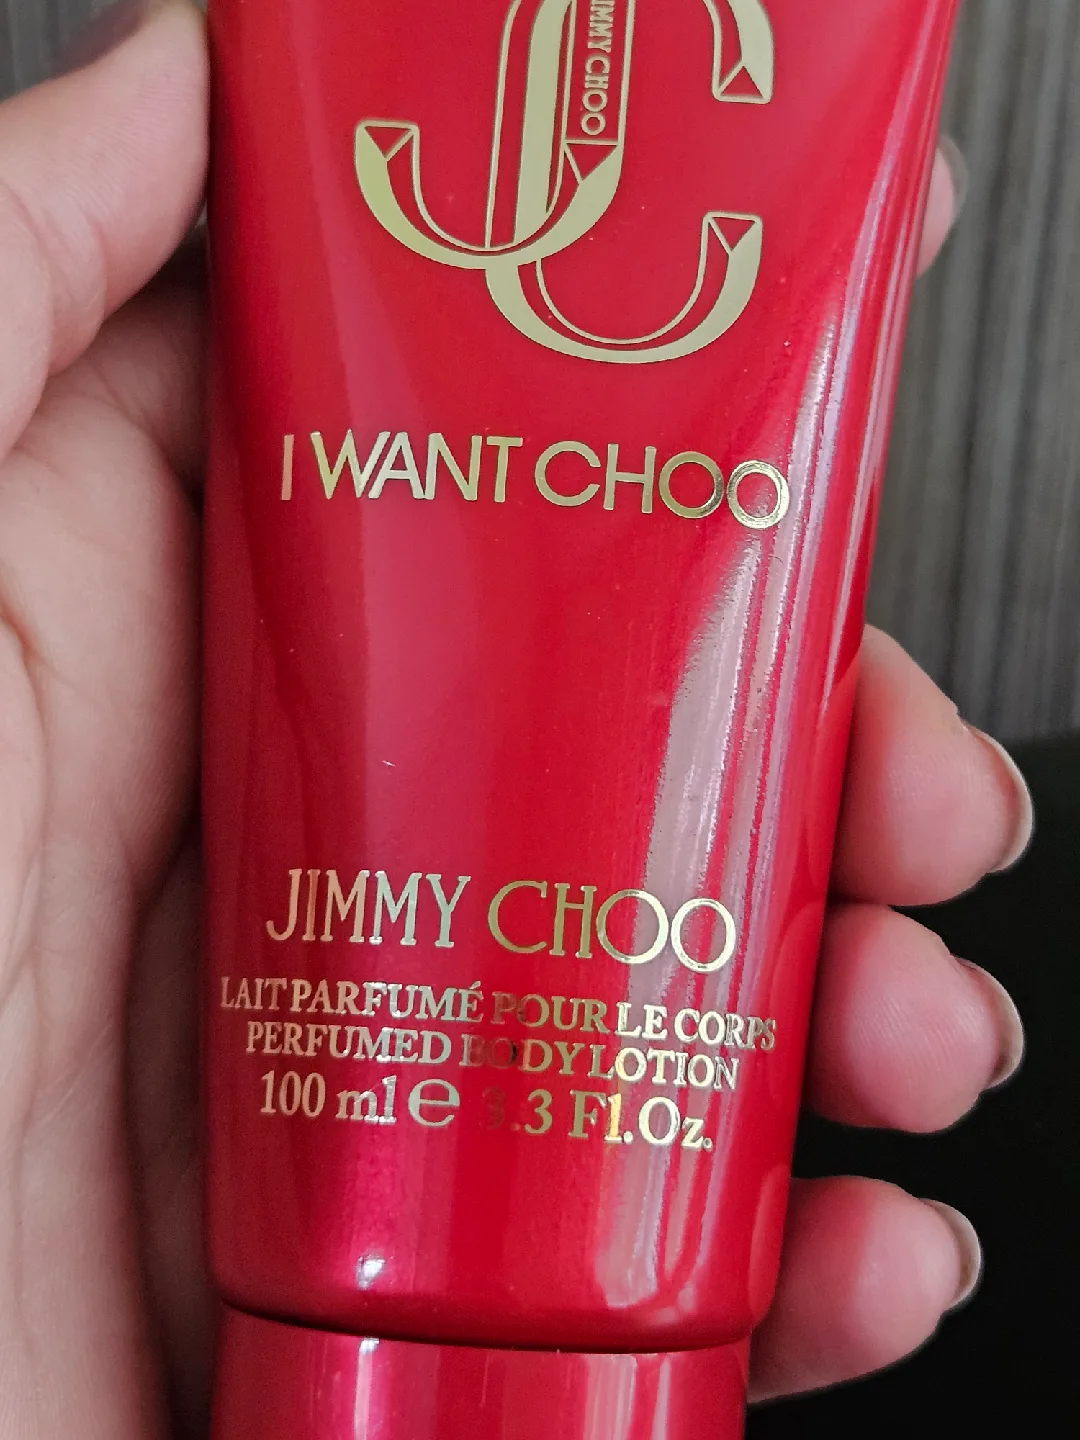 JC
JIMMY CHOO
I WANT CHOO
JIMMY CHOO
LAIT PARFUMÉ POUR LE CORPS
PERFUMED BODY LOTION
100 ml e 3.3 Fl.Oz.